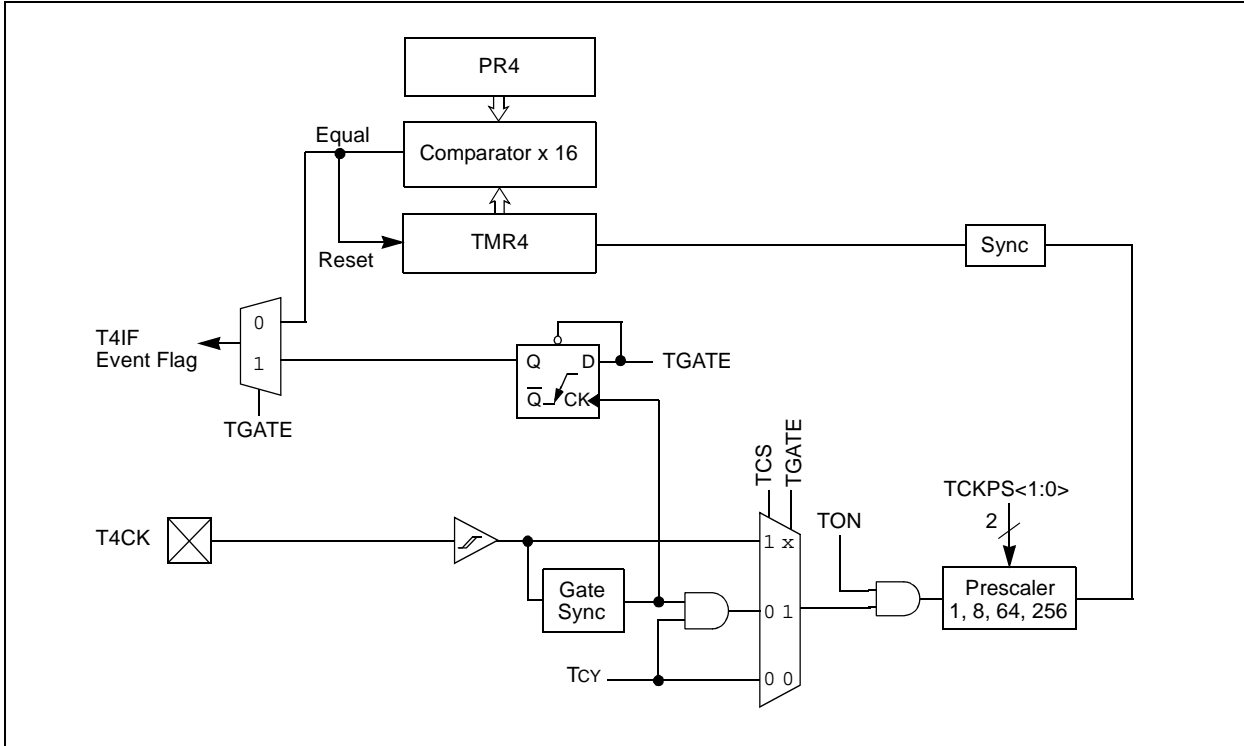 PR4
Equal
Comparator x 16
TMR4
Reset
Sync
T4IF
Event Flag
0
1
TGATE
Q
D
Q̅
CK
TGATE
TCS
TGATE
TCKPS<1:0>
2
TON
T4CK
1 x
Gate
Sync
0 1
Prescaler
1, 8, 64, 256
TCY
0 0